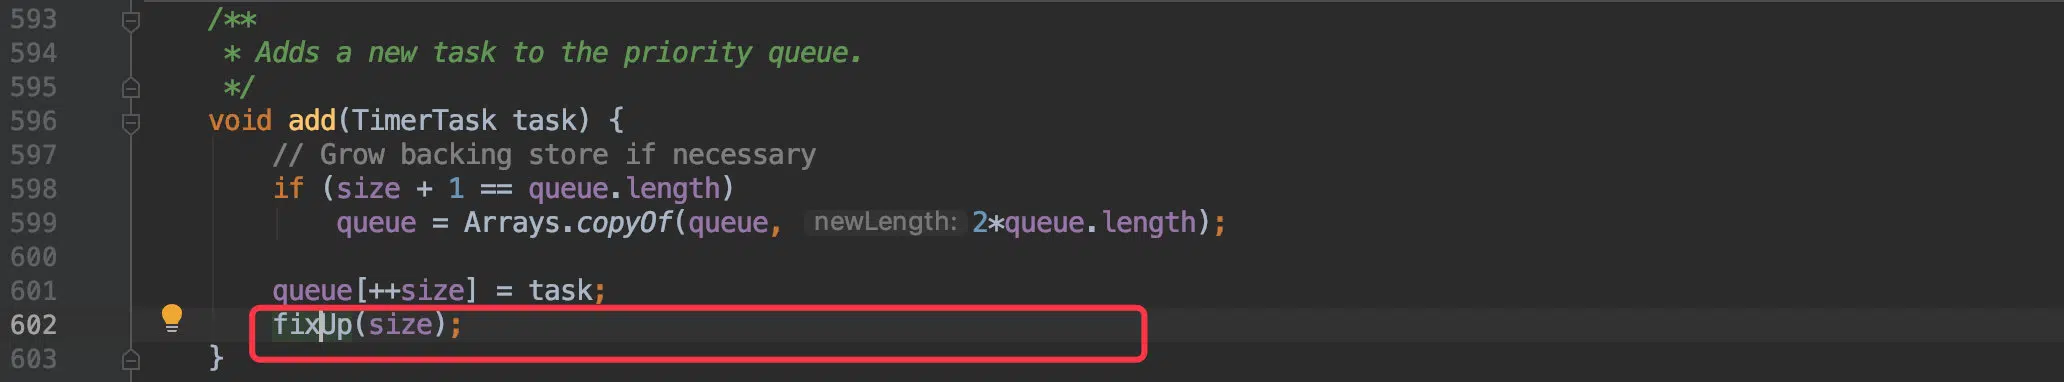 593 /**
594 * Adds a new task to the priority queue.
595 */
596 void add(TimerTask task) {
597 // Grow backing store if necessary
598 if (size + 1 == queue.length)
599 queue = Arrays.copyOf(queue, newLength: 2*queue.length);
600
601 queue[++size] = task;
602 fixUp(size);
603 }